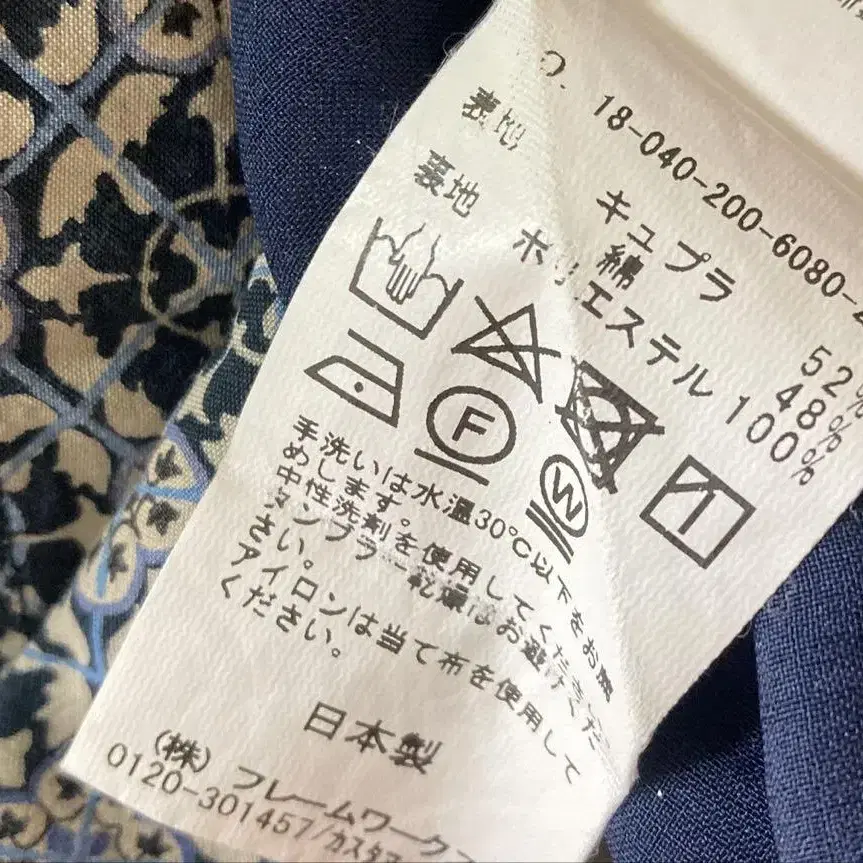 18-040-200-6080-
表地 キュプラ 52%
綿 48%
裏地 ポリエステル 100%
F
W
手洗いは水温30℃以下をお薦
めします。
中性洗剤を使用してください。
タンブラー乾燥はお避けくだ
さい。
アイロンは当て布を使用して
ください。
日本製
(株) フレームワーク
0120-301457/カスタ